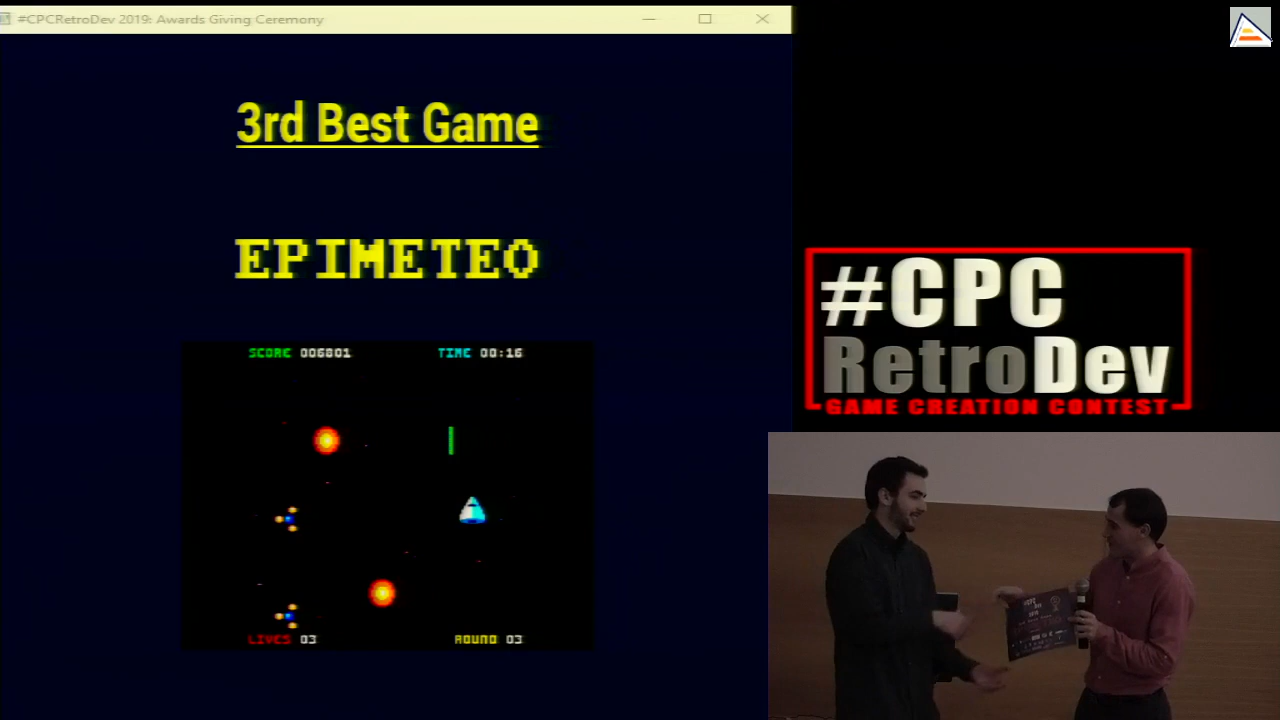 #CPCRetroDev 2019: Awards Giving Ceremony
3rd Best Game
EPIMETEO
SCORE 006801
TIME 00:16
LIVES 03
ROUND 03
#CPC
RetroDev
GAME CREATION CONTEST